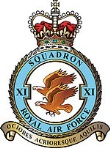 SQUADRON
XI XI
ROYAL AIR FORCE
OCIORES ACRIORESQUE AQUILIS